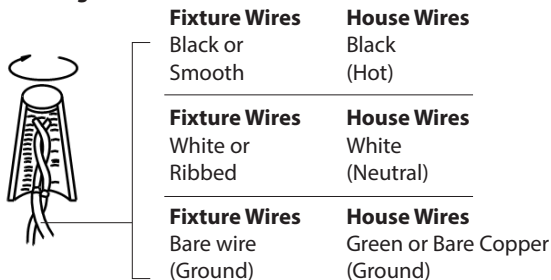 Fixture Wires House Wires
Black or Black
Smooth (Hot)
Fixture Wires House Wires
White or White
Ribbed (Neutral)
Fixture Wires House Wires
Bare wire Green or Bare Copper
(Ground) (Ground)